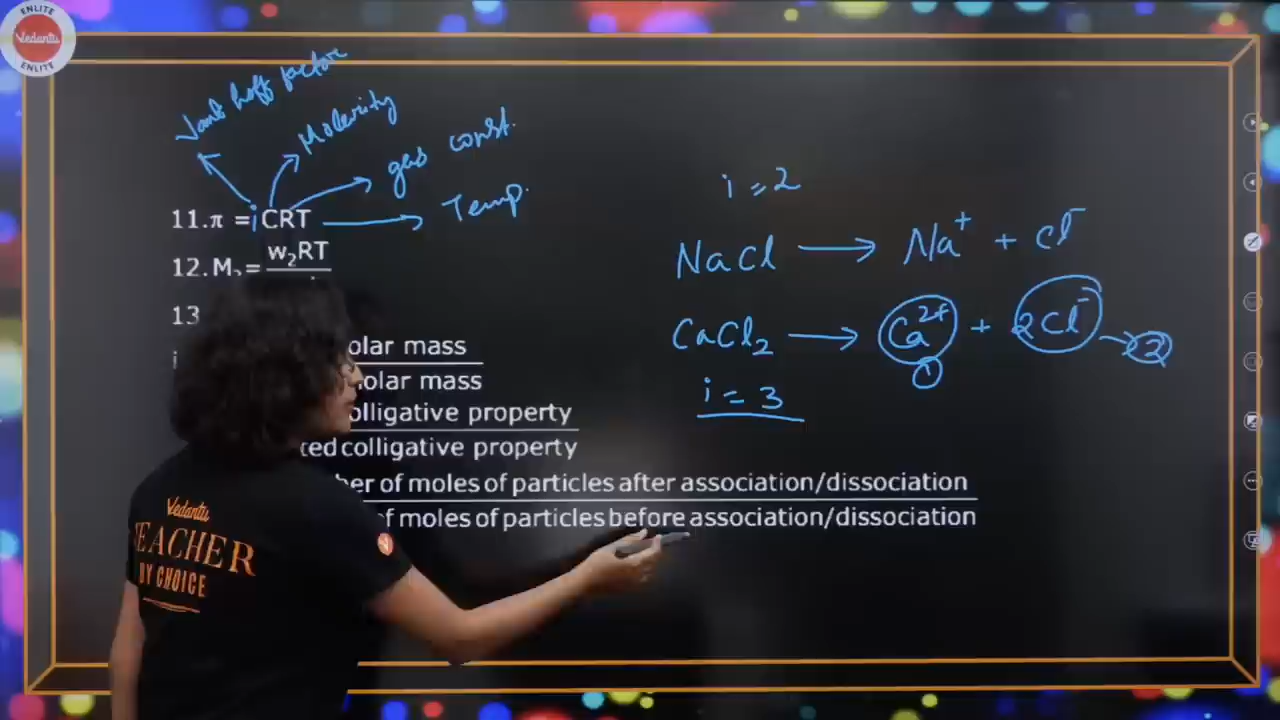 ENLITE
Vedantu
ENLITE
Vant hoff factor
Molarity
gas const.
Temp.
11. π = iCRT
12. M₂ = w₂RT
13
i
olar mass
olar mass
olligative property
ted colligative property
ber of moles of particles after association/dissociation
f moles of particles before association/dissociation
i = 2
NaCl → Na⁺ + Cl⁻
CaCl₂ → Ca²⁺ + 2Cl⁻ → 2
1
i = 3
Vedantu
TEACHER
BY CHOICE